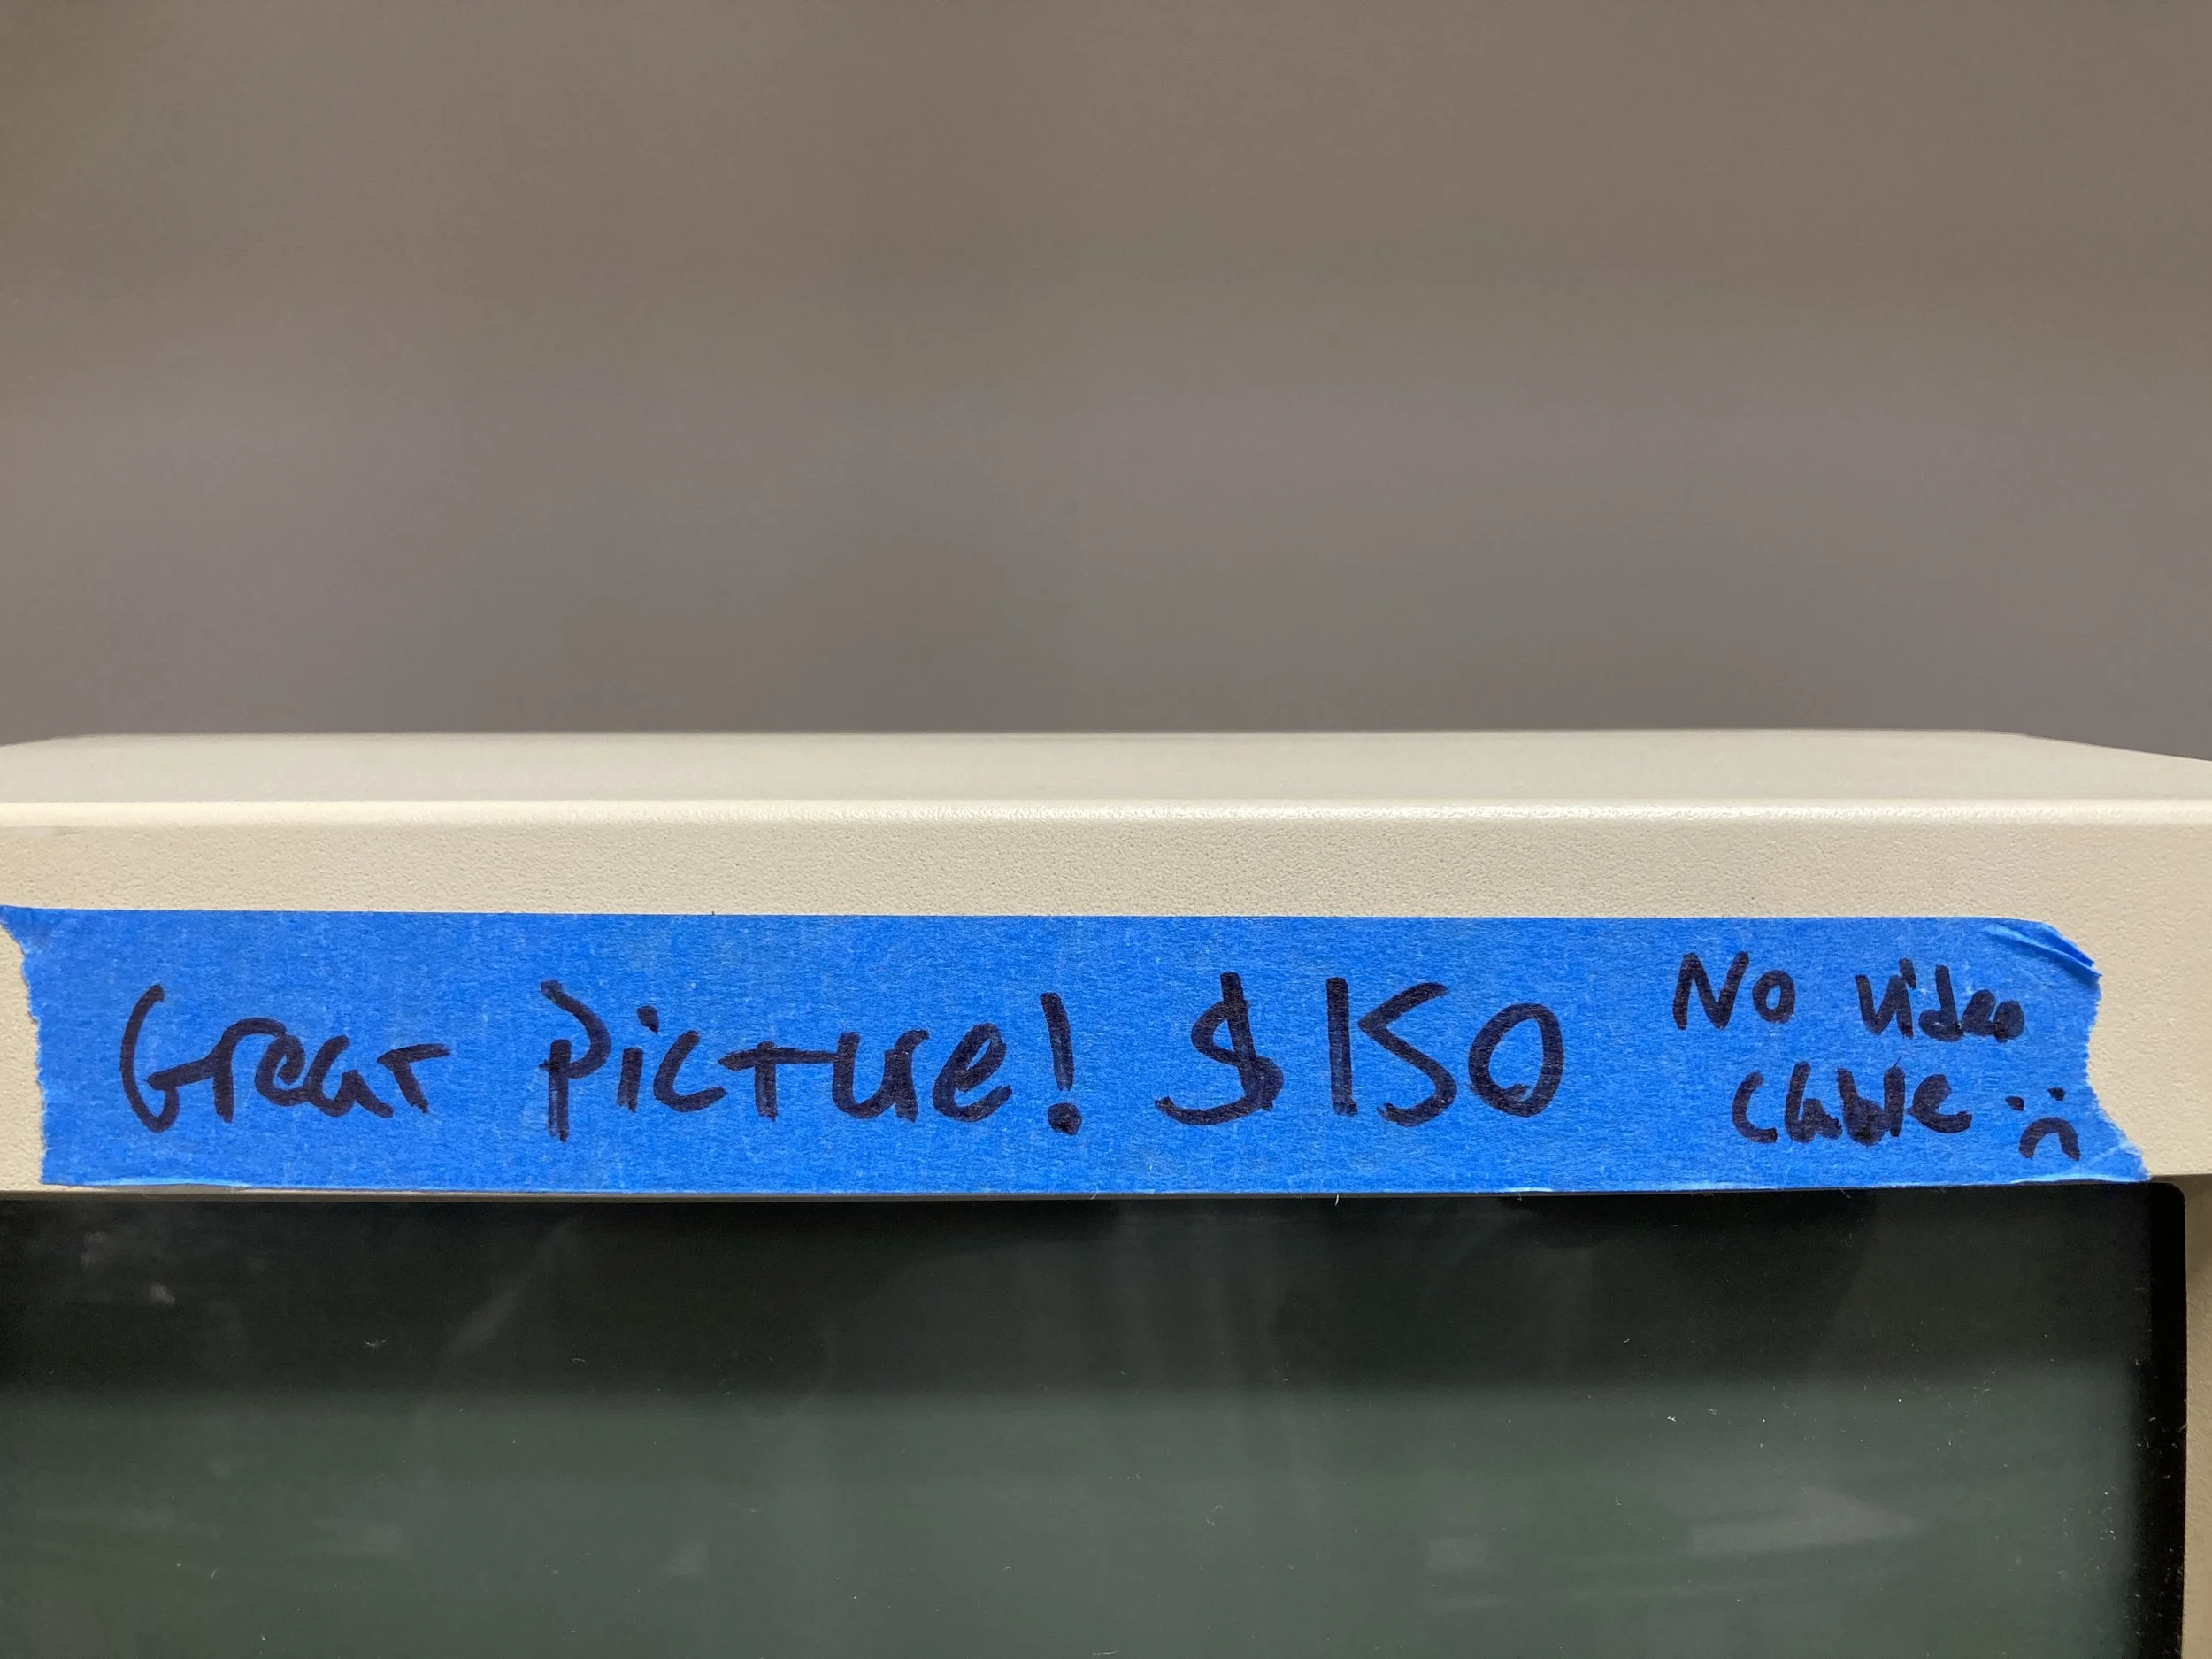 Great Picture! $150 No video
cable :(